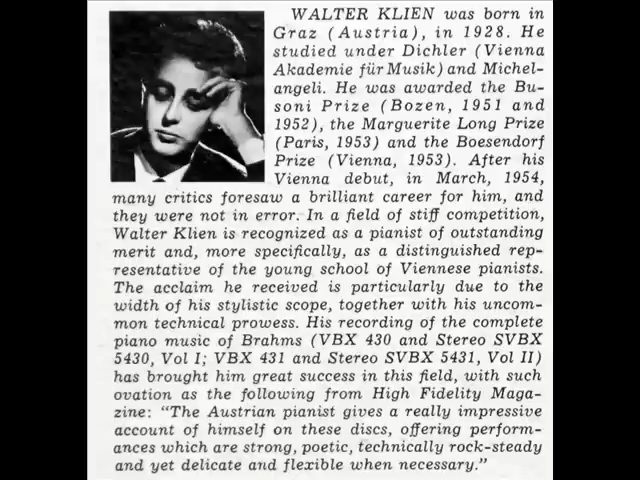 WALTER KLIEN was born in
Graz (Austria), in 1928. He
studied under Dichler (Vienna
Akademie für Musik) and Michel-
angeli. He was awarded the Bu-
soni Prize (Bozen, 1951 and
1952), the Marguerite Long Prize
(Paris, 1953) and the Boesendorf
Prize (Vienna, 1953). After his
Vienna debut, in March, 1954,
many critics foresaw a brilliant career for him, and
they were not in error. In a field of stiff competition,
Walter Klien is recognized as a pianist of outstanding
merit and, more specifically, as a distinguished rep-
resentative of the young school of Viennese pianists.
The acclaim he received is particularly due to the
width of his stylistic scope, together with his uncom-
mon technical prowess. His recording of the complete
piano music of Brahms (VBX 430 and Stereo SVBX
5430, Vol I; VBX 431 and Stereo SVBX 5431, Vol II)
has brought him great success in this field, with such
ovation as the following from High Fidelity Maga-
zine: "The Austrian pianist gives a really impressive
account of himself on these discs, offering perform-
ances which are strong, poetic, technically rock-steady
and yet delicate and flexible when necessary."